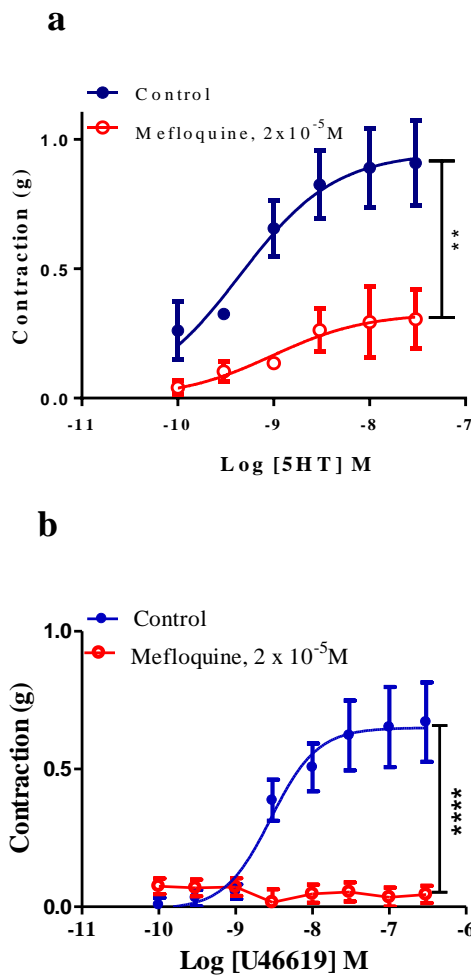 a
Control
Mefloquine, 2x10⁻⁵M
Contraction (g)
1.0
0.5
0.0
**
-11 -10 -9 -8 -7
Log [5HT] M
b
Control
Mefloquine, 2 x 10⁻⁵M
Contraction (g)
1.0
0.5
0.0
****
-11 -10 -9 -8 -7 -6
Log [U46619] M